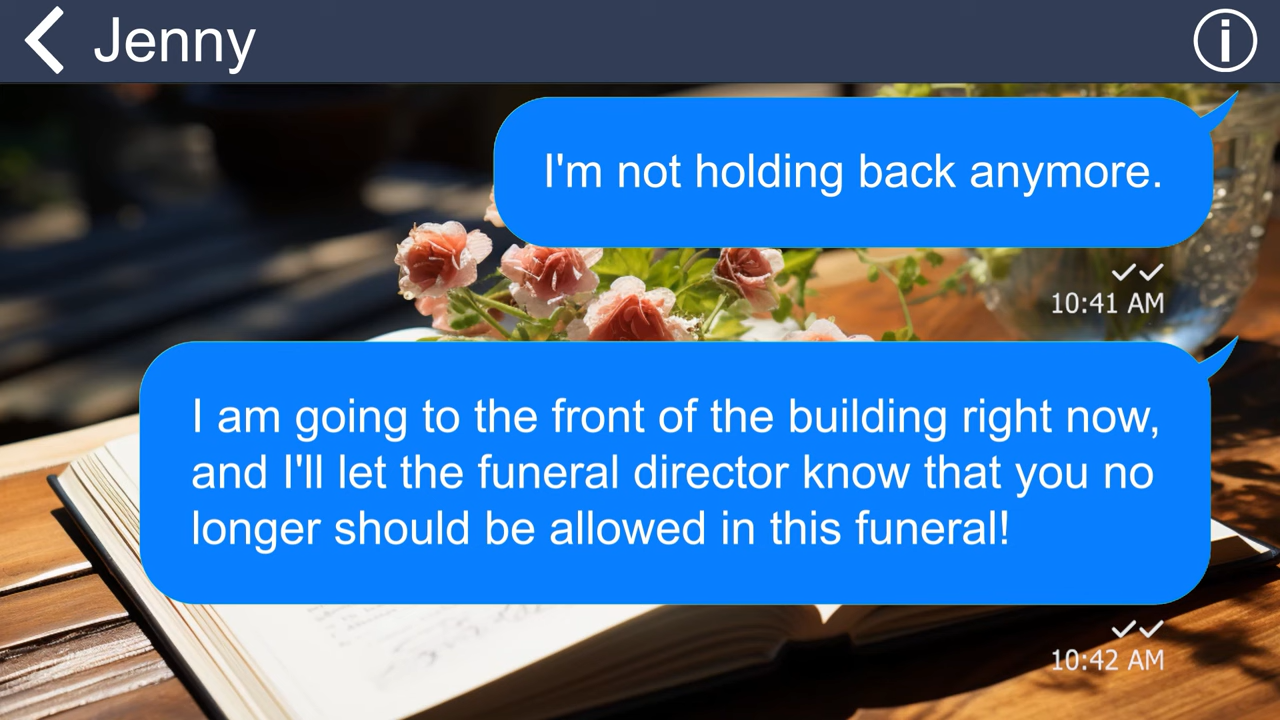 Jenny
I'm not holding back anymore.
10:41 AM
I am going to the front of the building right now,
and I'll let the funeral director know that you no
longer should be allowed in this funeral!
10:42 AM